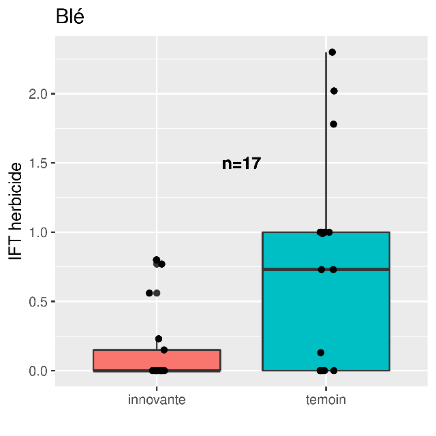 Blé
2.0
1.5
1.0
0.5
0.0
IFT herbicide
n=17
innovante
temoin